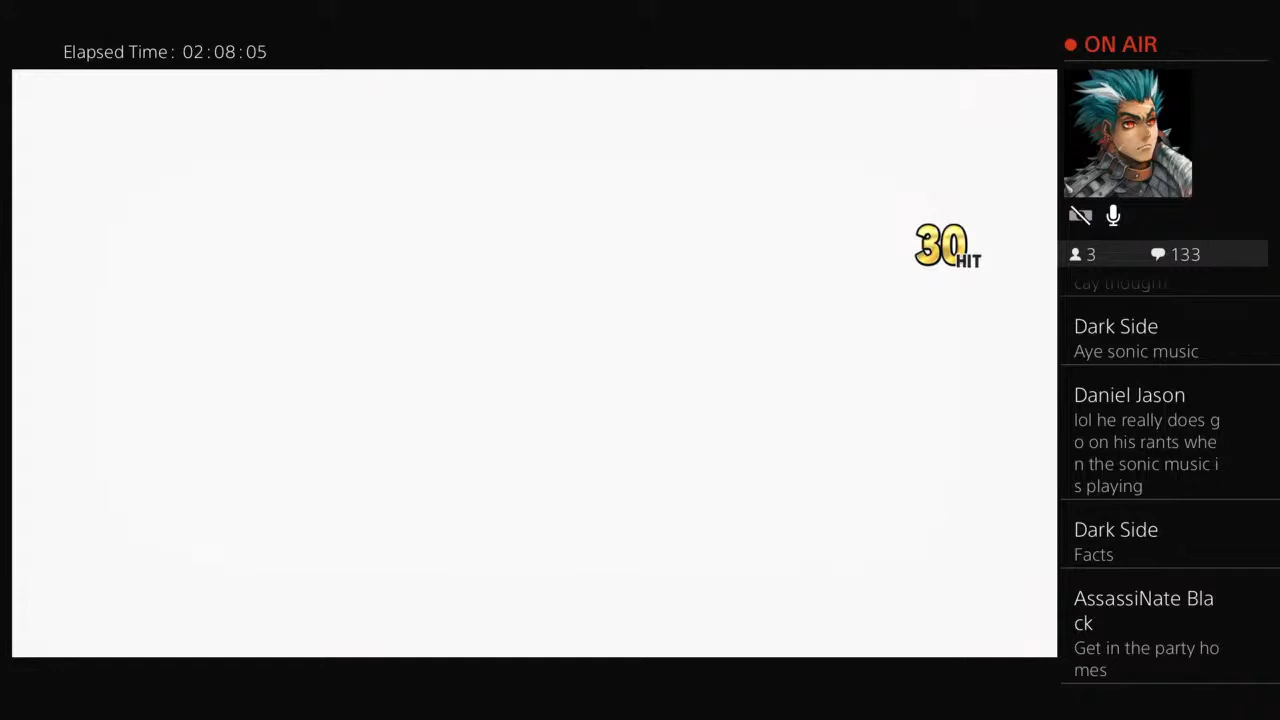 Elapsed Time: 02:08:05
ON AIR
30 HIT
3 133
cay though
Dark Side
Aye sonic music
Daniel Jason
lol he really does g
o on his rants whe
n the sonic music i
s playing
Dark Side
Facts
AssassiNate Bla
ck
Get in the party ho
mes